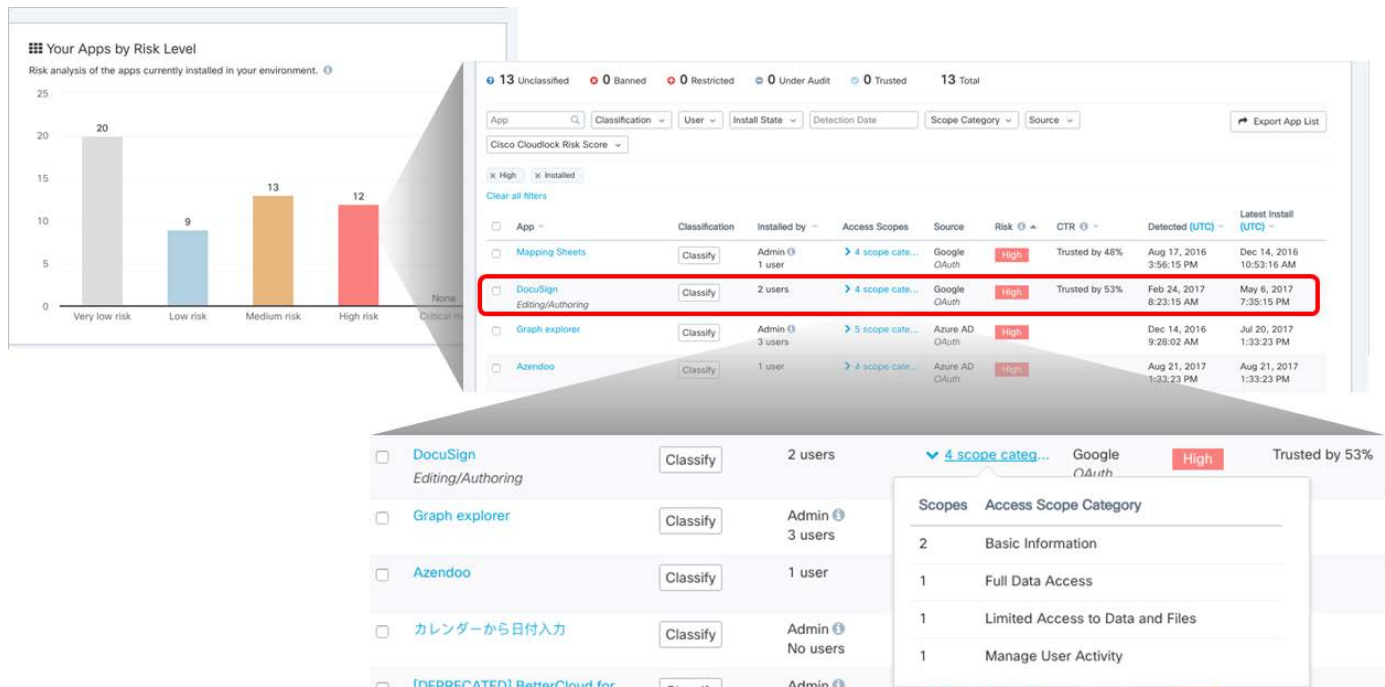 Your Apps by Risk Level
Risk analysis of the apps currently installed in your environment.
25
20
15
10
5
0
20
9
13
12
None
Very low risk Low risk Medium risk High risk Critical
13 Unclassified 0 Banned 0 Restricted 0 Under Audit 0 Trusted 13 Total
App Classification User Install State Detection Date Scope Category Source Export App List
Cisco Cloudlock Risk Score
x High x Installed
Clear all filters
Latest Install
App Classification Installed by Access Scopes Source Risk CTR Detected (UTC) (UTC)
Mapping Sheets Classify Admin 4 scope cate... Google High Trusted by 48% Aug 17, 2016 Dec 14, 2016
1 user OAuth 3:56:15 PM 10:53:16 AM
DocuSign Classify 2 users 4 scope cate... Google High Trusted by 53% Feb 24, 2017 May 6, 2017
Editing/Authoring OAuth 8:23:15 AM 7:35:15 PM
Graph explorer Classify Admin 5 scope cate... Azure AD High Dec 14, 2016 Jul 20, 2017
3 users OAuth 9:28:02 AM 1:33:23 PM
Azendoo Classify 1 user 4 scope cate... Azure AD High Aug 21, 2017 Aug 21, 2017
OAuth 1:33:23 PM 1:33:23 PM
DocuSign Classify 2 users 4 scope categ... Google High Trusted by 53%
Editing/Authoring OAuth
Graph explorer Classify Admin
3 users
Azendoo Classify 1 user
カレンダーから日付入力 Classify Admin
No users
[DEPRECATED] BetterCloud for Classify Admin
Scopes Access Scope Category
2 Basic Information
1 Full Data Access
1 Limited Access to Data and Files
1 Manage User Activity